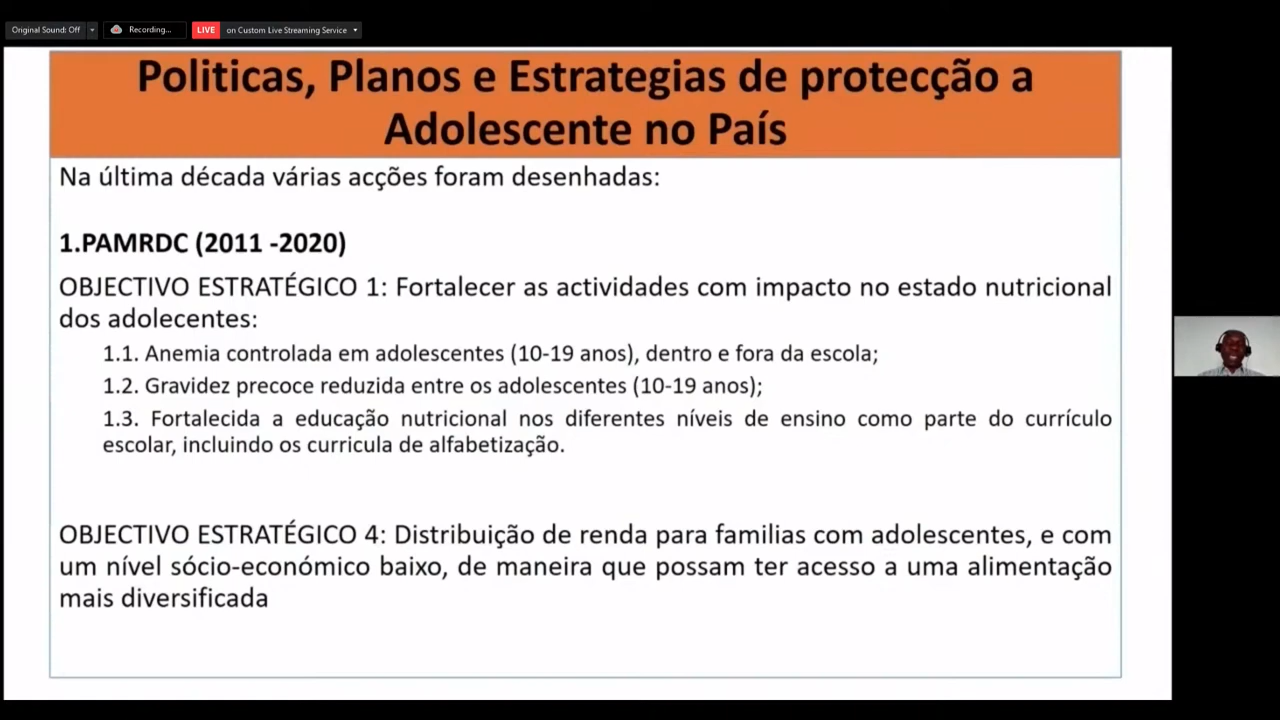 Original Sound: Off
Recording...
LIVE on Custom Live Streaming Service
Politicas, Planos e Estrategias de protecção a
Adolescente no País
Na última década várias acções foram desenhadas:
1.PAMRDC (2011 -2020)
OBJECTIVO ESTRATÉGICO 1: Fortalecer as actividades com impacto no estado nutricional
dos adolecentes:
1.1. Anemia controlada em adolescentes (10-19 anos), dentro e fora da escola;
1.2. Gravidez precoce reduzida entre os adolescentes (10-19 anos);
1.3. Fortalecida a educação nutricional nos diferentes níveis de ensino como parte do currículo
escolar, incluindo os curricula de alfabetização.
OBJECTIVO ESTRATÉGICO 4: Distribuição de renda para familias com adolescentes, e com
um nível sócio-económico baixo, de maneira que possam ter acesso a uma alimentação
mais diversificada